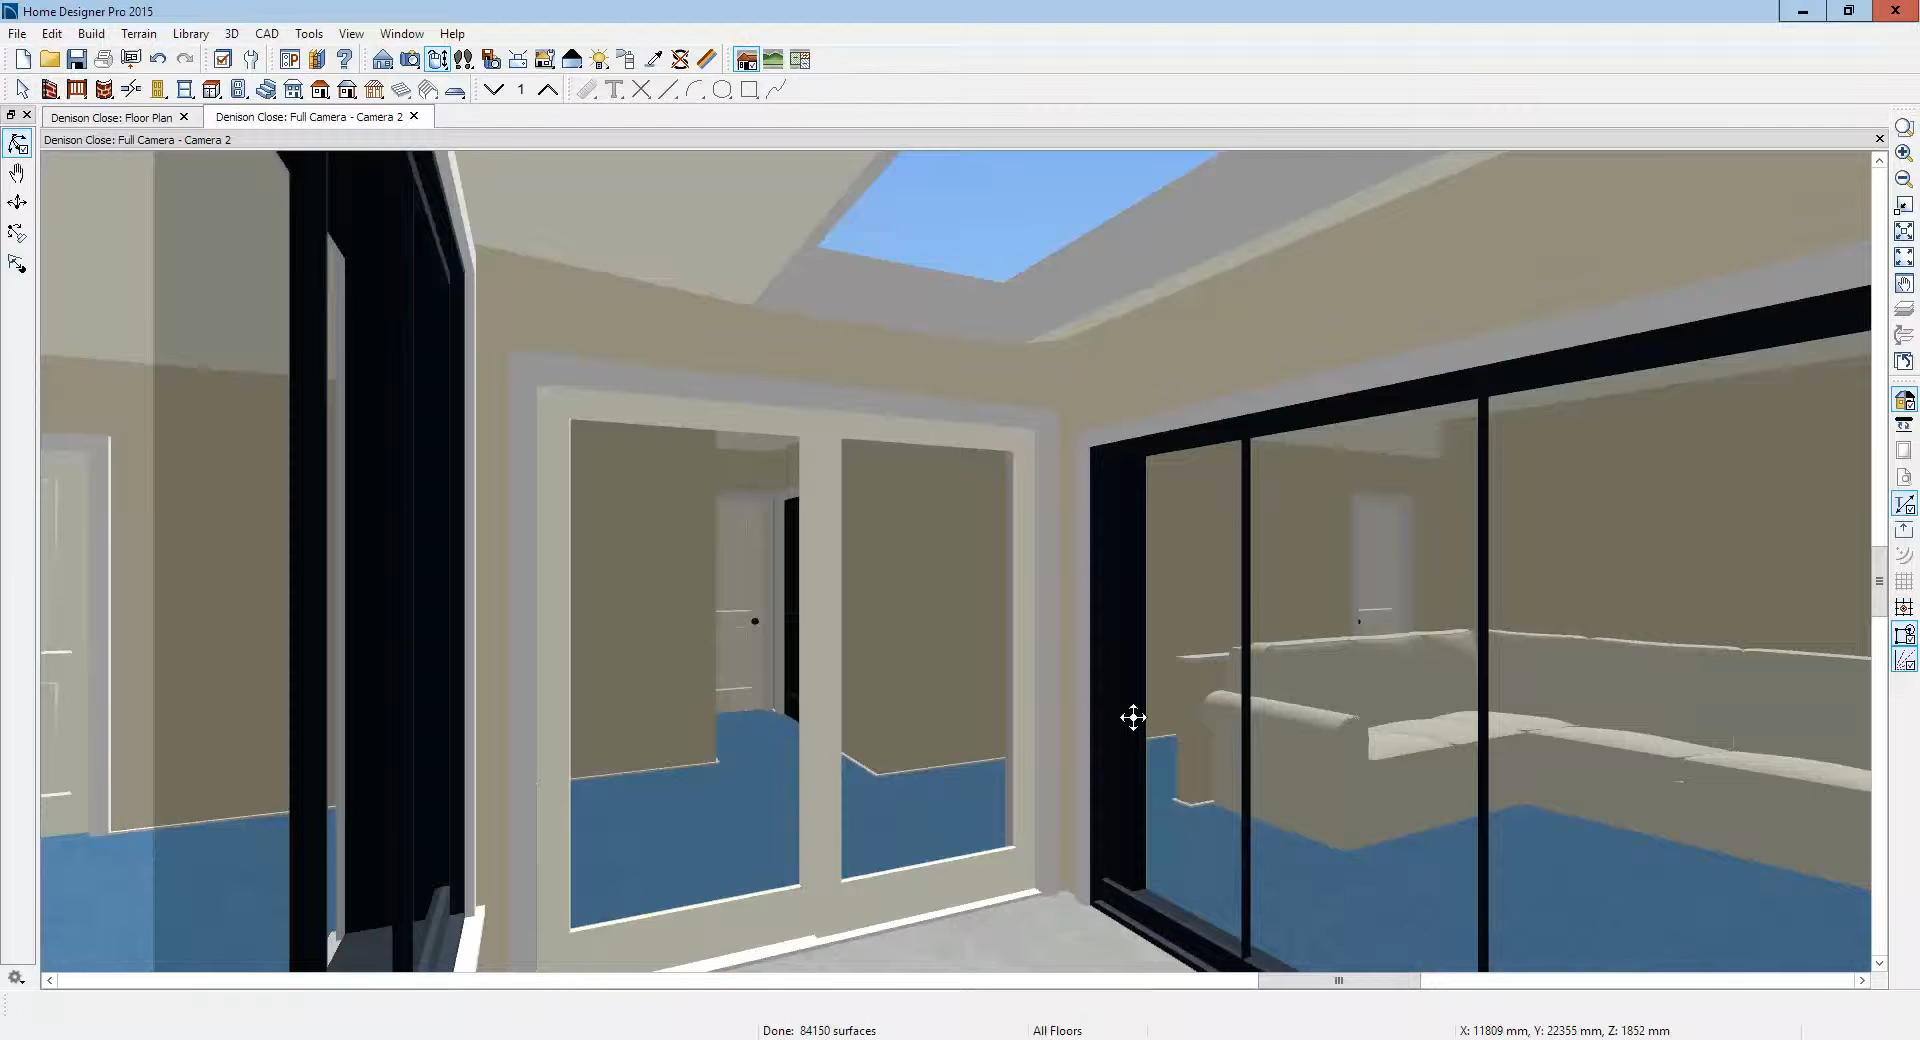 Home Designer Pro 2015
File Edit Build Terrain Library 3D CAD Tools View Window Help
1
Denison Close: Floor Plan
Denison Close: Full Camera - Camera 2
Denison Close: Full Camera - Camera 2
Done: 84150 surfaces
All Floors
X: 11809 mm, Y: 22355 mm, Z: 1852 mm